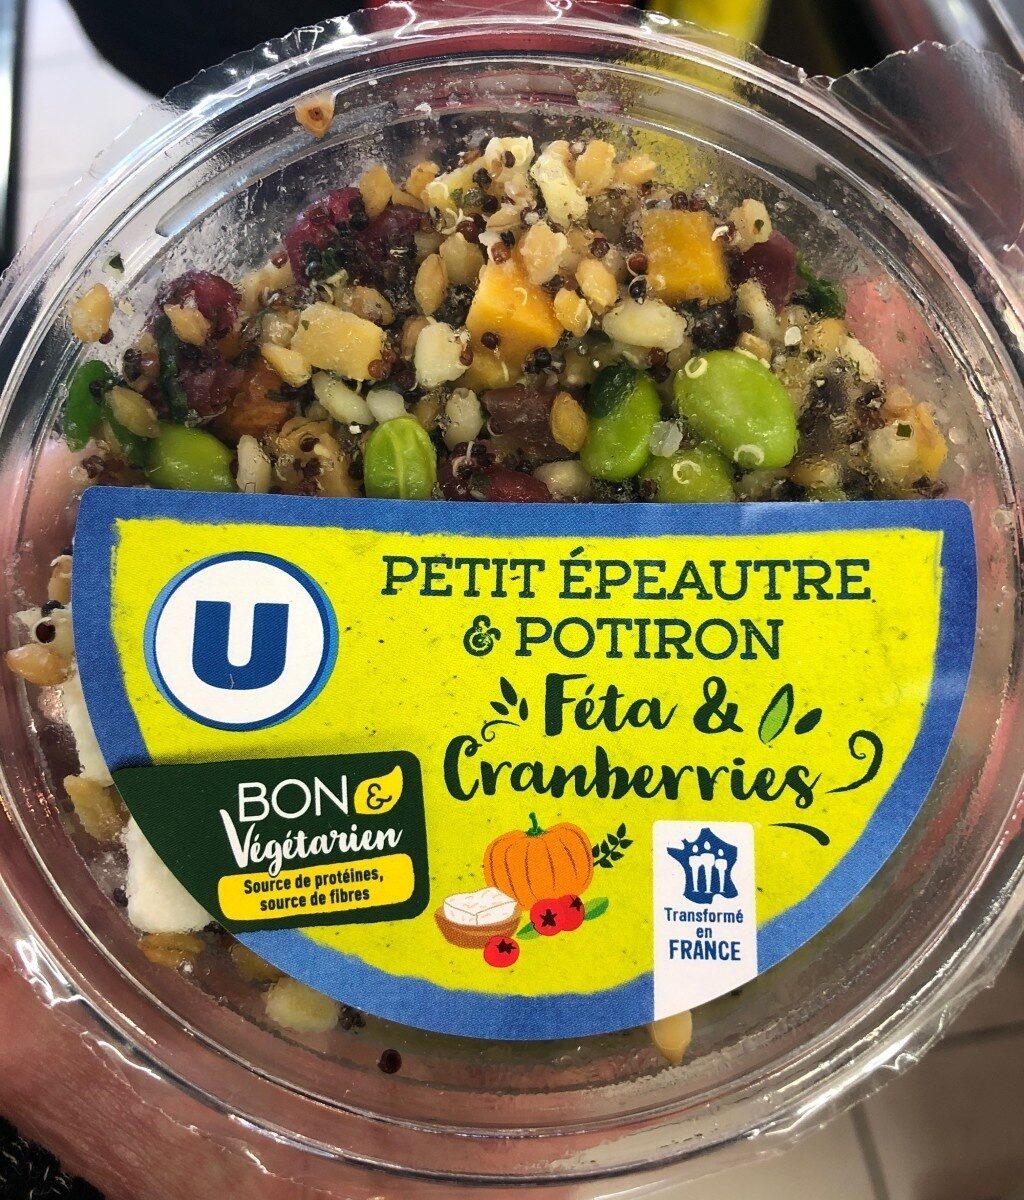 U
PETIT ÉPEAUTRE
& POTIRON
Féta &
Cranberries
BON &
Végétarien
Source de protéines,
source de fibres
Transformé
en
FRANCE